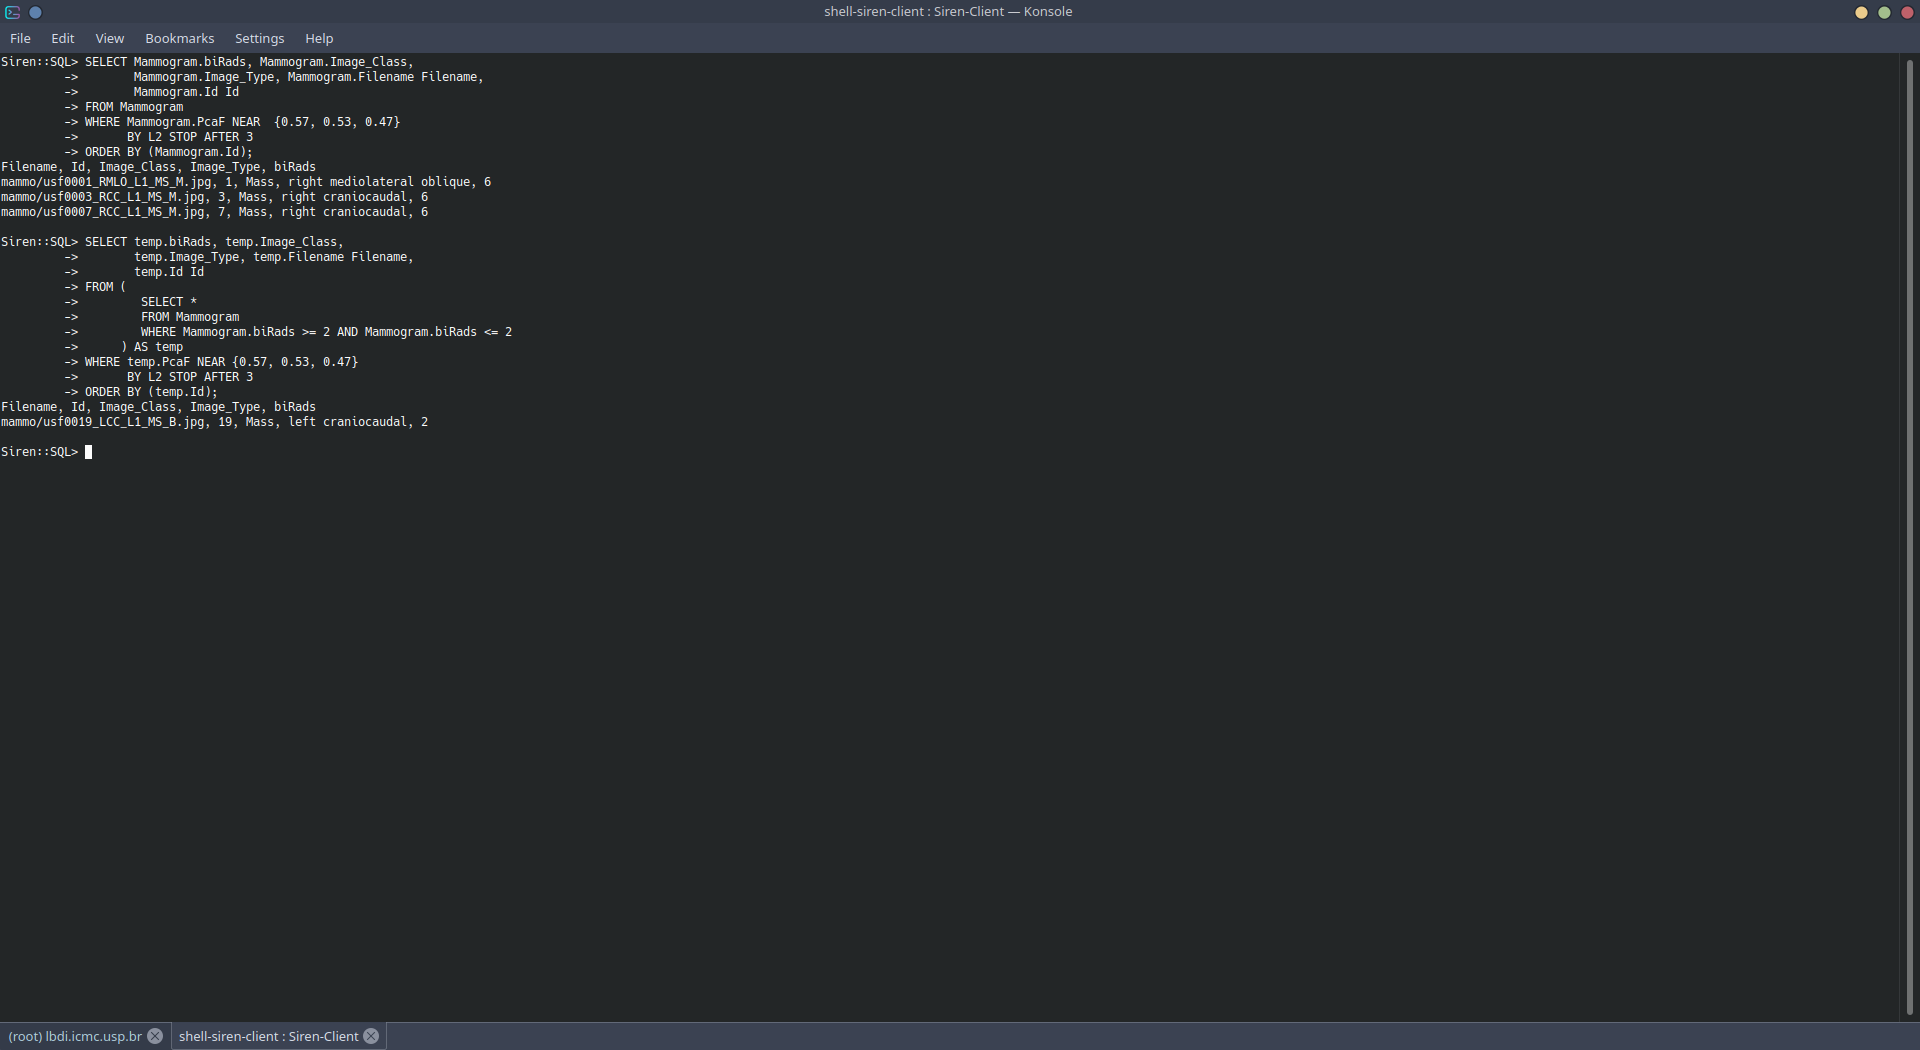 shell-siren-client : Siren-Client — Konsole
File Edit View Bookmarks Settings Help
Siren::SQL> SELECT Mammogram.biRads, Mammogram.Image_Class,
         ->        Mammogram.Image_Type, Mammogram.Filename Filename,
         ->        Mammogram.Id Id
         -> FROM Mammogram
         -> WHERE Mammogram.PcaF NEAR  {0.57, 0.53, 0.47}
         ->       BY L2 STOP AFTER 3
         -> ORDER BY (Mammogram.Id);
Filename, Id, Image_Class, Image_Type, biRads
mammo/usf0001_RMLO_L1_MS_M.jpg, 1, Mass, right mediolateral oblique, 6
mammo/usf0003_RCC_L1_MS_M.jpg, 3, Mass, right craniocaudal, 6
mammo/usf0007_RCC_L1_MS_M.jpg, 7, Mass, right craniocaudal, 6
Siren::SQL> SELECT temp.biRads, temp.Image_Class,
         ->        temp.Image_Type, temp.Filename Filename,
         ->        temp.Id Id
         -> FROM (
         ->         SELECT *
         ->         FROM Mammogram
         ->         WHERE Mammogram.biRads >= 2 AND Mammogram.biRads <= 2
         ->      ) AS temp
         -> WHERE temp.PcaF NEAR {0.57, 0.53, 0.47}
         ->       BY L2 STOP AFTER 3
         -> ORDER BY (temp.Id);
Filename, Id, Image_Class, Image_Type, biRads
mammo/usf0019_LCC_L1_MS_B.jpg, 19, Mass, left craniocaudal, 2
Siren::SQL>
(root) lbdi.icmc.usp.br shell-siren-client : Siren-Client